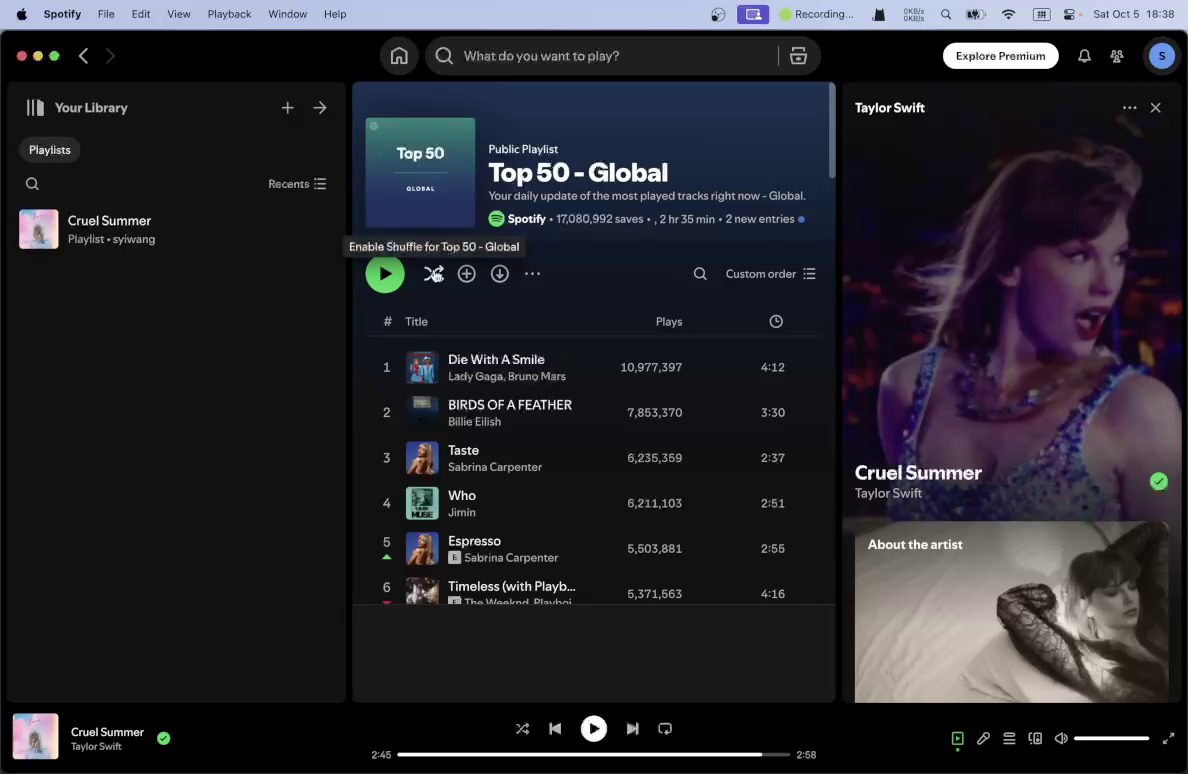 Spotify File Edit View Playback Window Help
Recording... 0KB/s 0KB/s Sat Oct 5 18:38
What do you want to play?
Explore Premium
S
Your Library
Playlists
Recents
Cruel Summer
Playlist • syiwang
Top 50
GLOBAL
Public Playlist
Top 50 - Global
Your daily update of the most played tracks right now - Global.
Spotify • 17,080,992 saves • , 2 hr 35 min • 2 new entries
Enable Shuffle for Top 50 - Global
Custom order
# Title Plays
1 Die With A Smile 10,977,397 4:12
Lady Gaga, Bruno Mars
2 BIRDS OF A FEATHER 7,853,370 3:30
Billie Eilish
3 Taste 6,235,359 2:37
Sabrina Carpenter
4 Who 6,211,103 2:51
Jimin
5 Espresso 5,503,881 2:55
E Sabrina Carpenter
6 Timeless (with Playb... 5,371,563 4:16
E The Weeknd, Playboi
Taylor Swift
Cruel Summer
Taylor Swift
About the artist
Cruel Summer
Taylor Swift
2:45 2:58